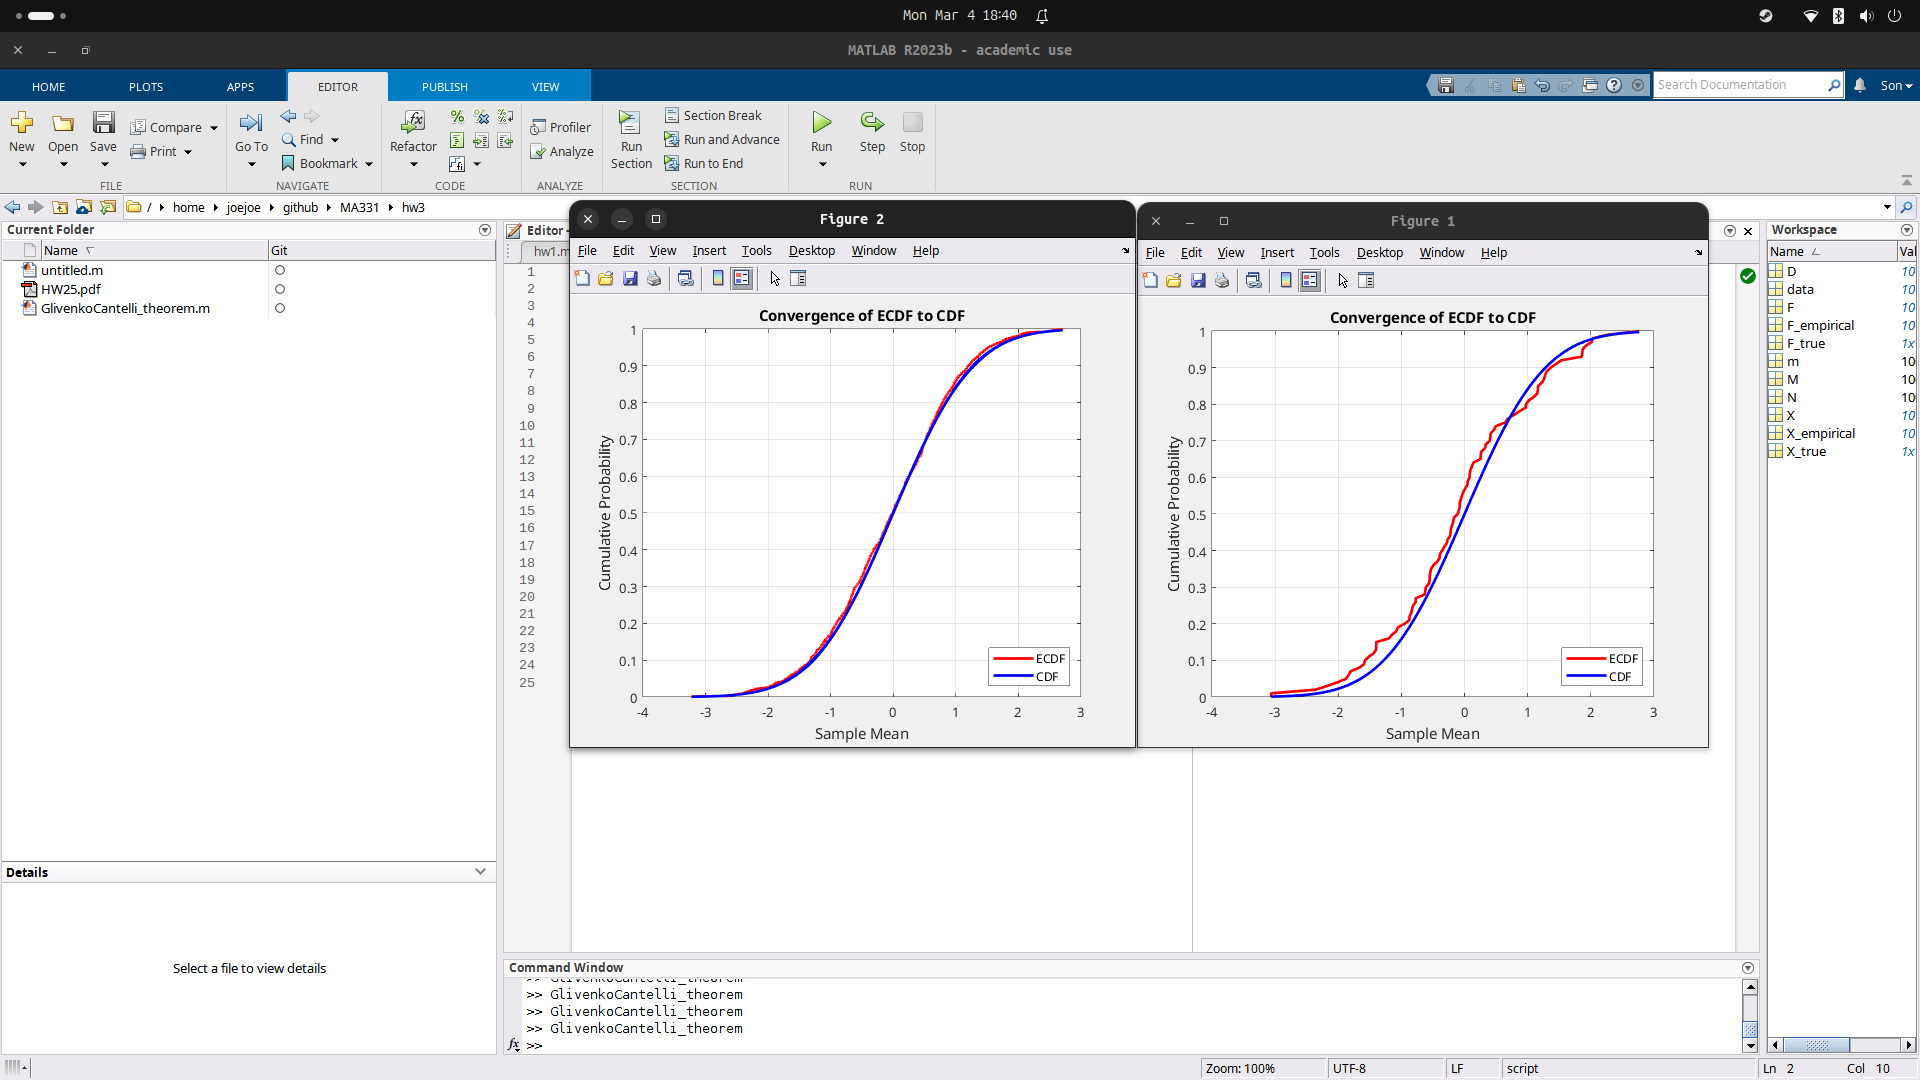 Mon Mar 4 18:40
MATLAB R2023b - academic use
HOME PLOTS APPS EDITOR PUBLISH VIEW
Search Documentation
Son
New Open Save
Compare
Print
FILE
Go To
Find
Bookmark
NAVIGATE
Refactor
CODE
Profiler
Analyze
ANALYZE
Run Section
Section Break
Run and Advance
Run to End
SECTION
Run Step Stop
RUN
/ home joejoe github MA331 hw3
Current Folder
Name Git
untitled.m
HW25.pdf
GlivenkoCantelli_theorem.m
Details
Select a file to view details
Editor -
hw1.m
1
2
3
4
5
6
7
8
9
10
11
12
13
14
15
16
17
18
19
20
21
22
23
24
25
Figure 2
File Edit View Insert Tools Desktop Window Help
Convergence of ECDF to CDF
Cumulative Probability
1
0.9
0.8
0.7
0.6
0.5
0.4
0.3
0.2
0.1
0
-4 -3 -2 -1 0 1 2 3
Sample Mean
ECDF
CDF
Figure 1
File Edit View Insert Tools Desktop Window Help
Convergence of ECDF to CDF
Cumulative Probability
1
0.9
0.8
0.7
0.6
0.5
0.4
0.3
0.2
0.1
0
-4 -3 -2 -1 0 1 2 3
Sample Mean
ECDF
CDF
Workspace
Name Val
D 10
data 10
F 10
F_empirical 10
F_true 1x
m 10
M 10
N 10
X 10
X_empirical 10
X_true 1x
Command Window
>> GlivenkoCantelli_theorem
>> GlivenkoCantelli_theorem
>> GlivenkoCantelli_theorem
>> GlivenkoCantelli_theorem
fx >>
Zoom: 100% UTF-8 LF script Ln 2 Col 10